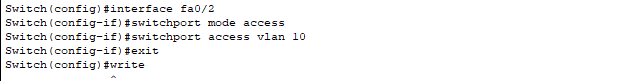 Switch(config)#interface fa0/2
Switch(config-if)#switchport mode access
Switch(config-if)#switchport access vlan 10
Switch(config-if)#exit
Switch(config)#write
^